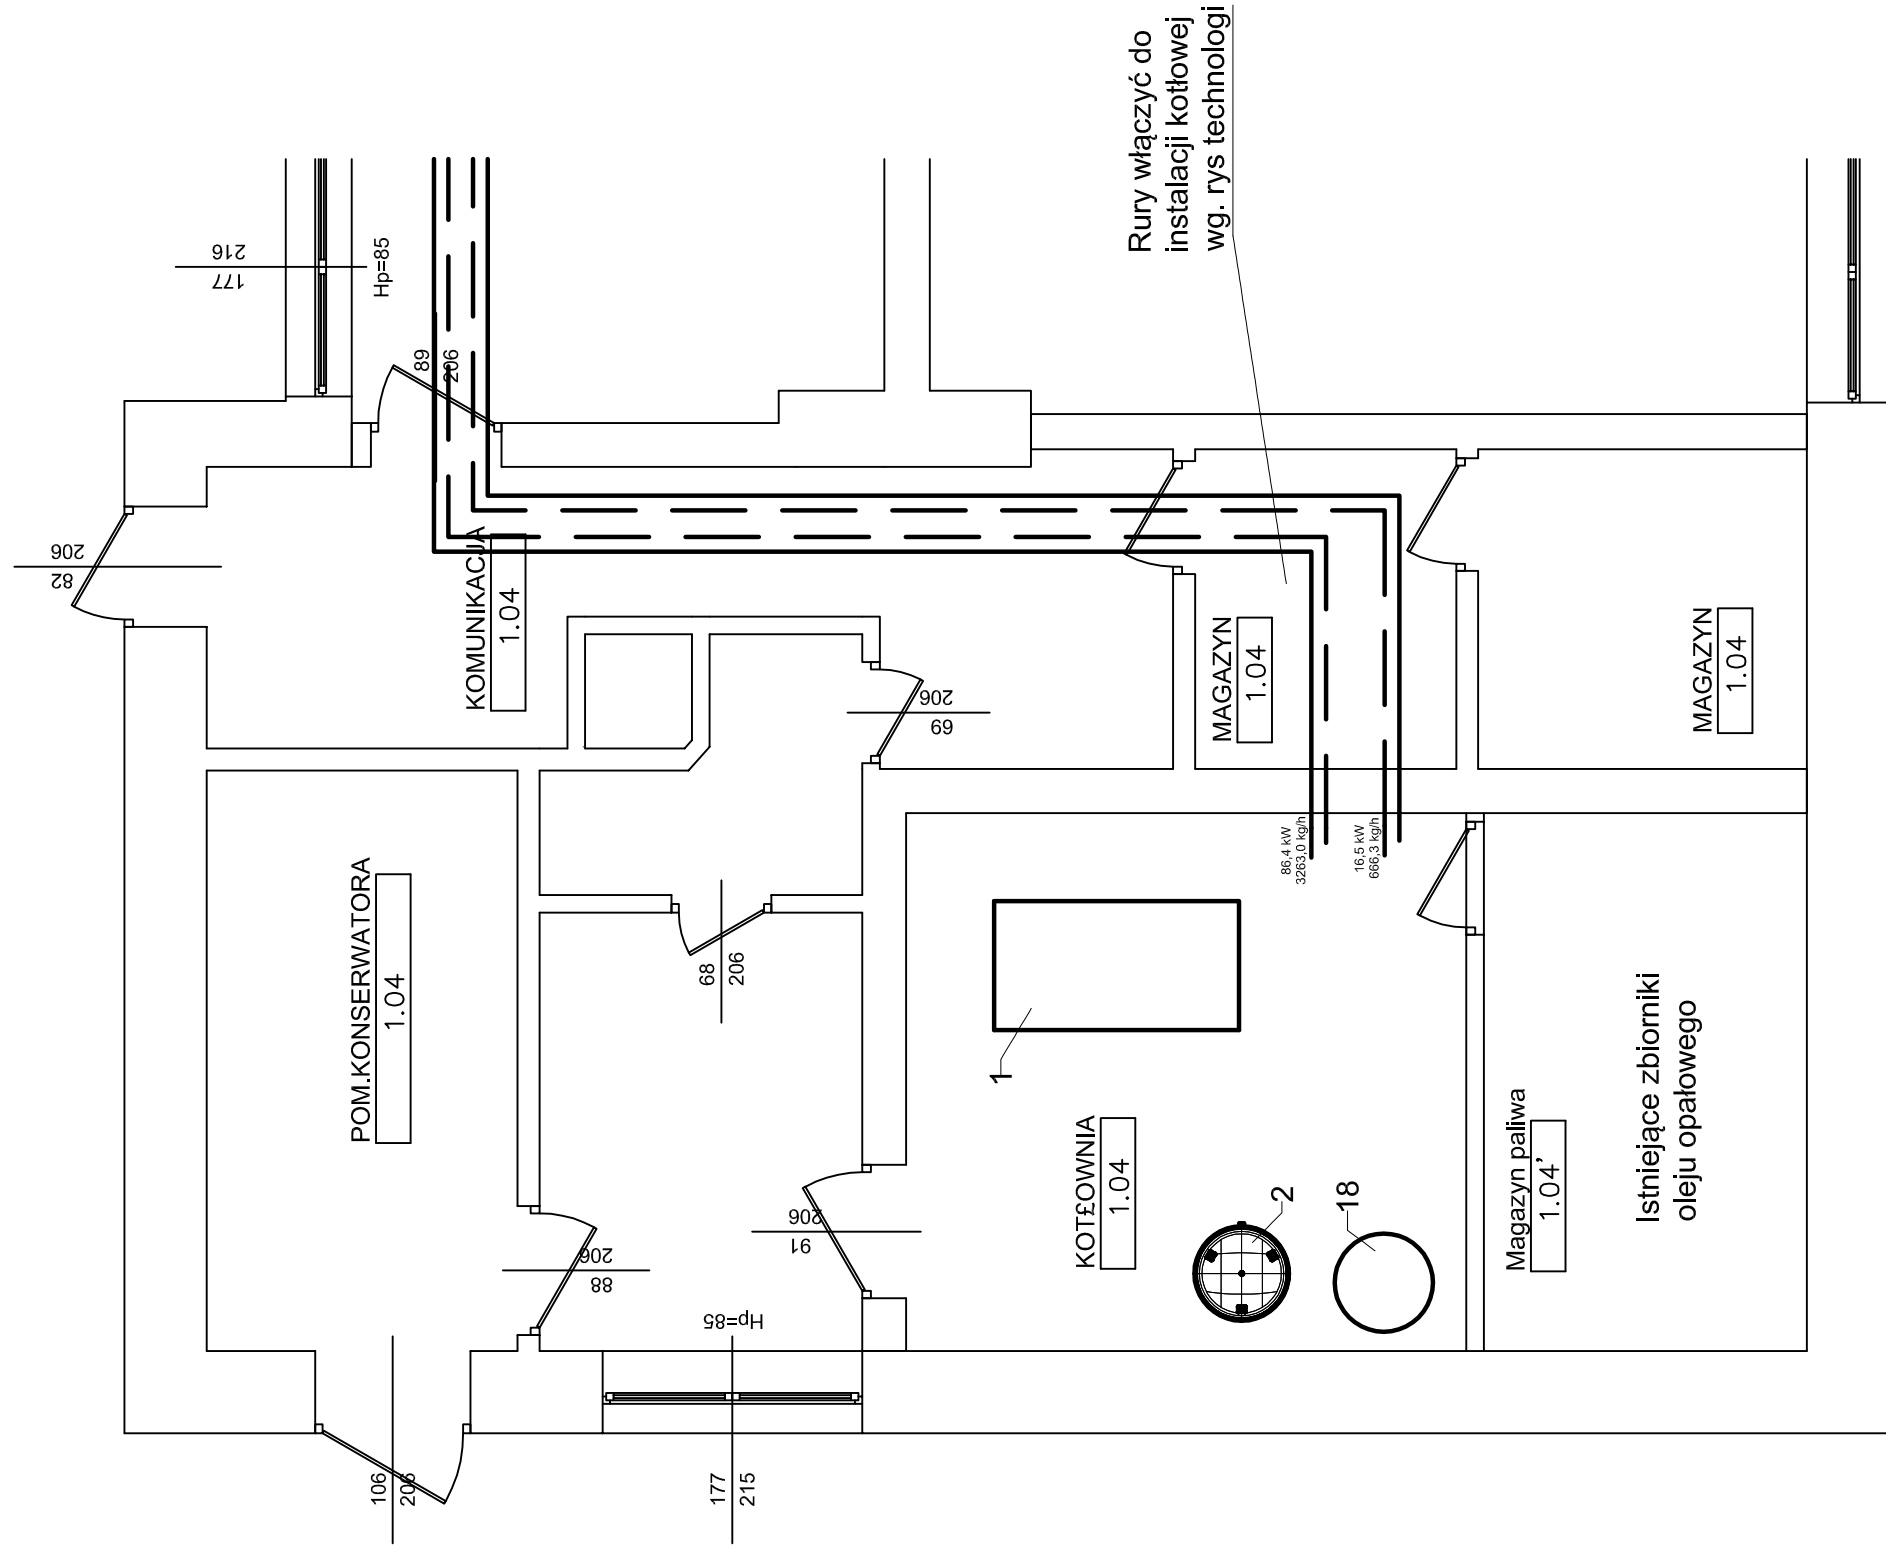 Rury włączyć do
instalacji kotłowej
wg. rys technologi
216
177
Hp=85
89
206
206
82
KOMUNIKACJA
1.04
206
69
MAGAZYN
1.04
MAGAZYN
1.04
POM.KONSERWATORA
1.04
68
206
86,4 kW
3263,0 kg/h
16,5 kW
666,3 kg/h
1
KOT£OWNIA
1.04
2
18
Magazyn paliwa
1.04'
Istniejące zbiorniki
oleju opałowego
206
91
206
88
Hp=85
106
206
177
215